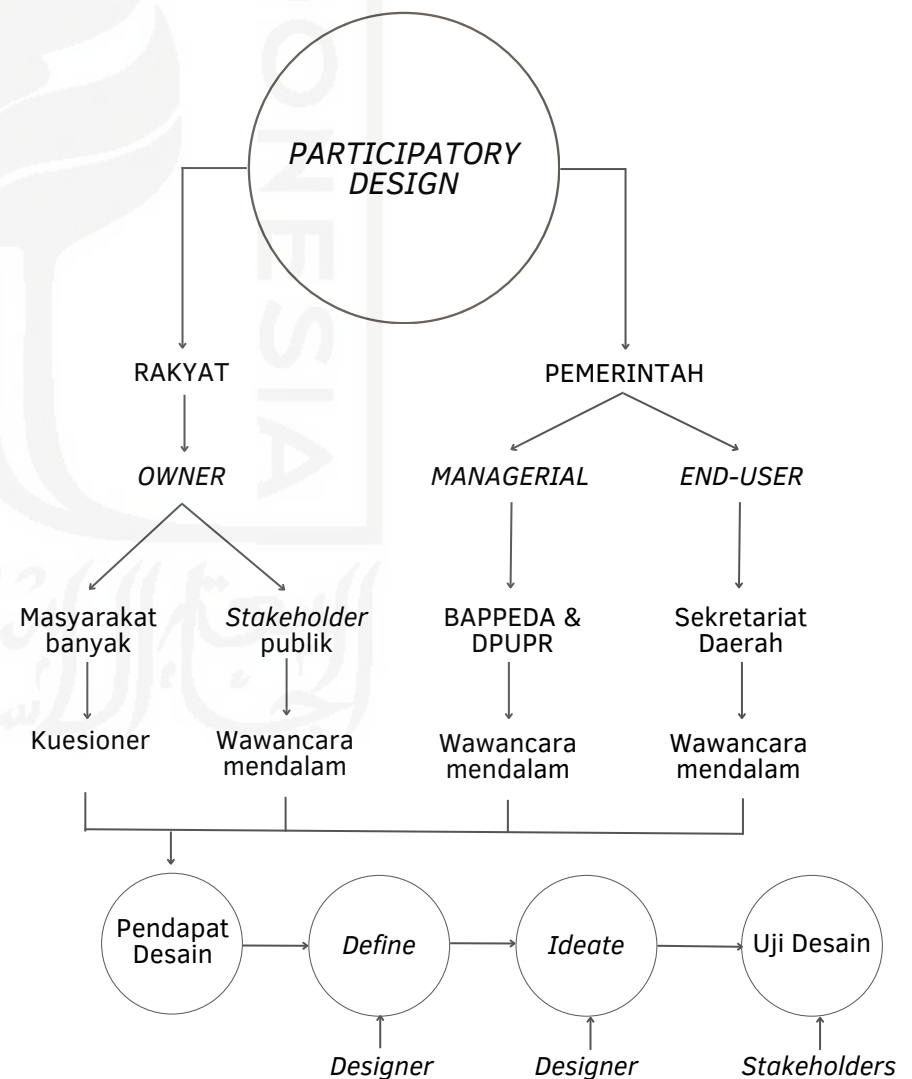 PARTICIPATORY
DESIGN
RAKYAT
PEMERINTAH
OWNER
MANAGERIAL
END-USER
Masyarakat
banyak
Stakeholder
publik
BAPPEDA &
DPUPR
Sekretariat
Daerah
Kuesioner
Wawancara
mendalam
Wawancara
mendalam
Wawancara
mendalam
Pendapat
Desain
Define
Ideate
Uji Desain
Designer
Designer
Stakeholders
ONESIA